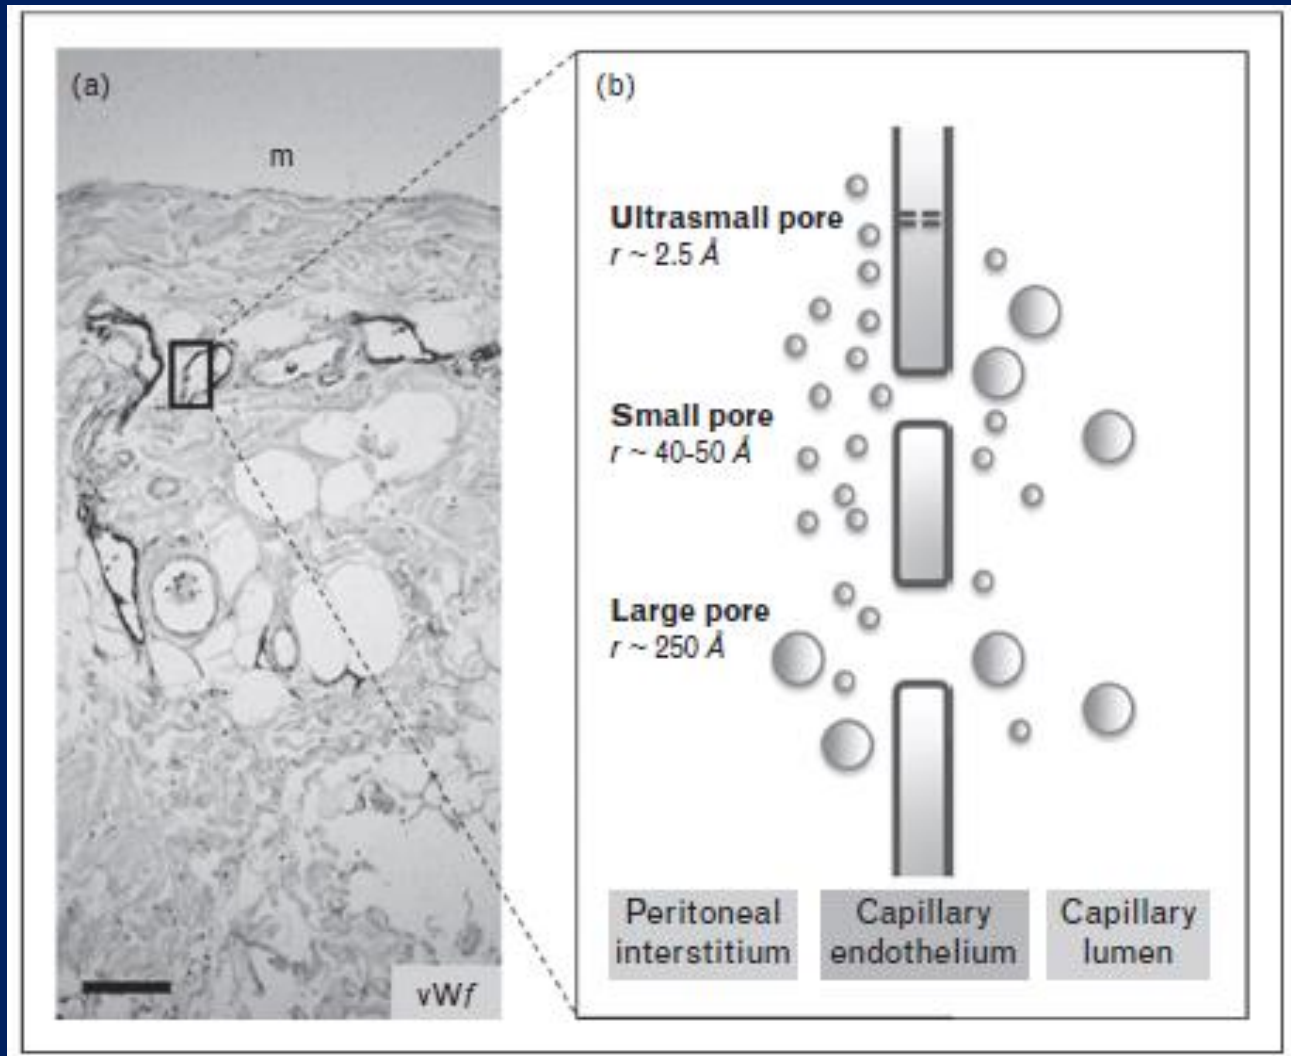 (a)
m
vWf
(b)
Ultrasmall pore
r ~ 2.5 Å
Small pore
r ~ 40-50 Å
Large pore
r ~ 250 Å
Peritoneal
interstitium
Capillary
endothelium
Capillary
lumen